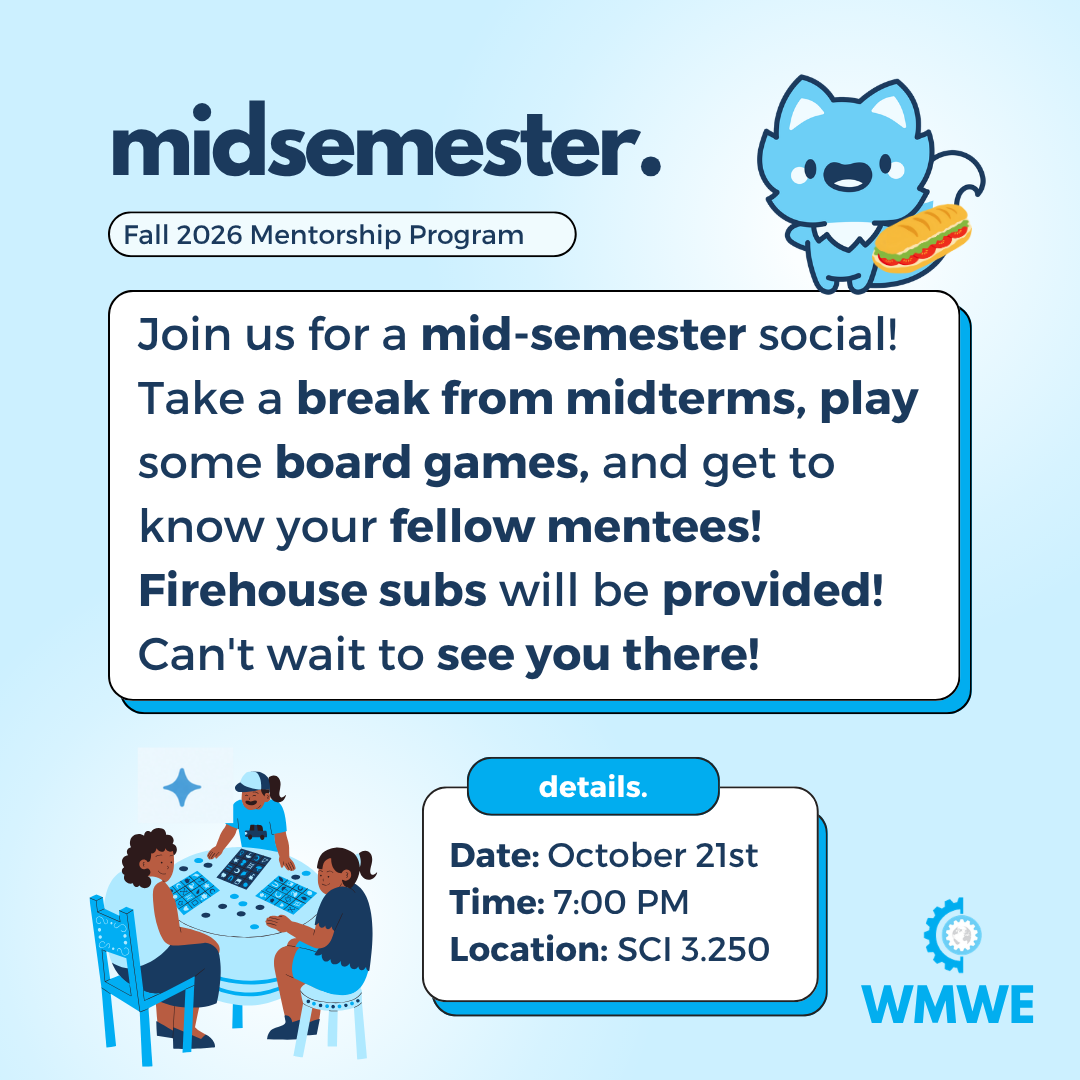 midsemester.
Fall 2026 Mentorship Program
Join us for a mid-semester social!
Take a break from midterms, play
some board games, and get to
know your fellow mentees!
Firehouse subs will be provided!
Can't wait to see you there!
details.
Date: October 21st
Time: 7:00 PM
Location: SCI 3.250
WMWE